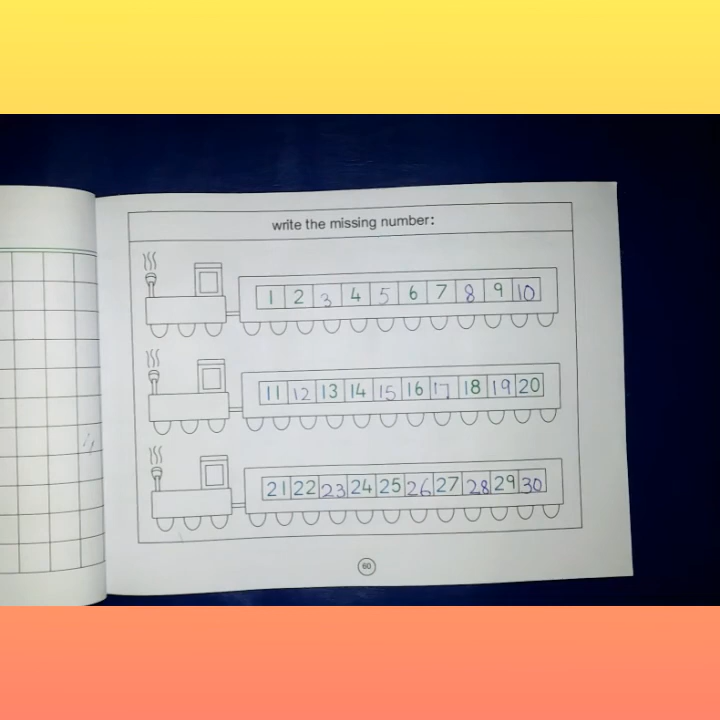 write the missing number:
1 2 3 4 5 6 7 8 9 10
11 12 13 14 15 16 17 18 19 20
21 22 23 24 25 26 27 28 29 30
60